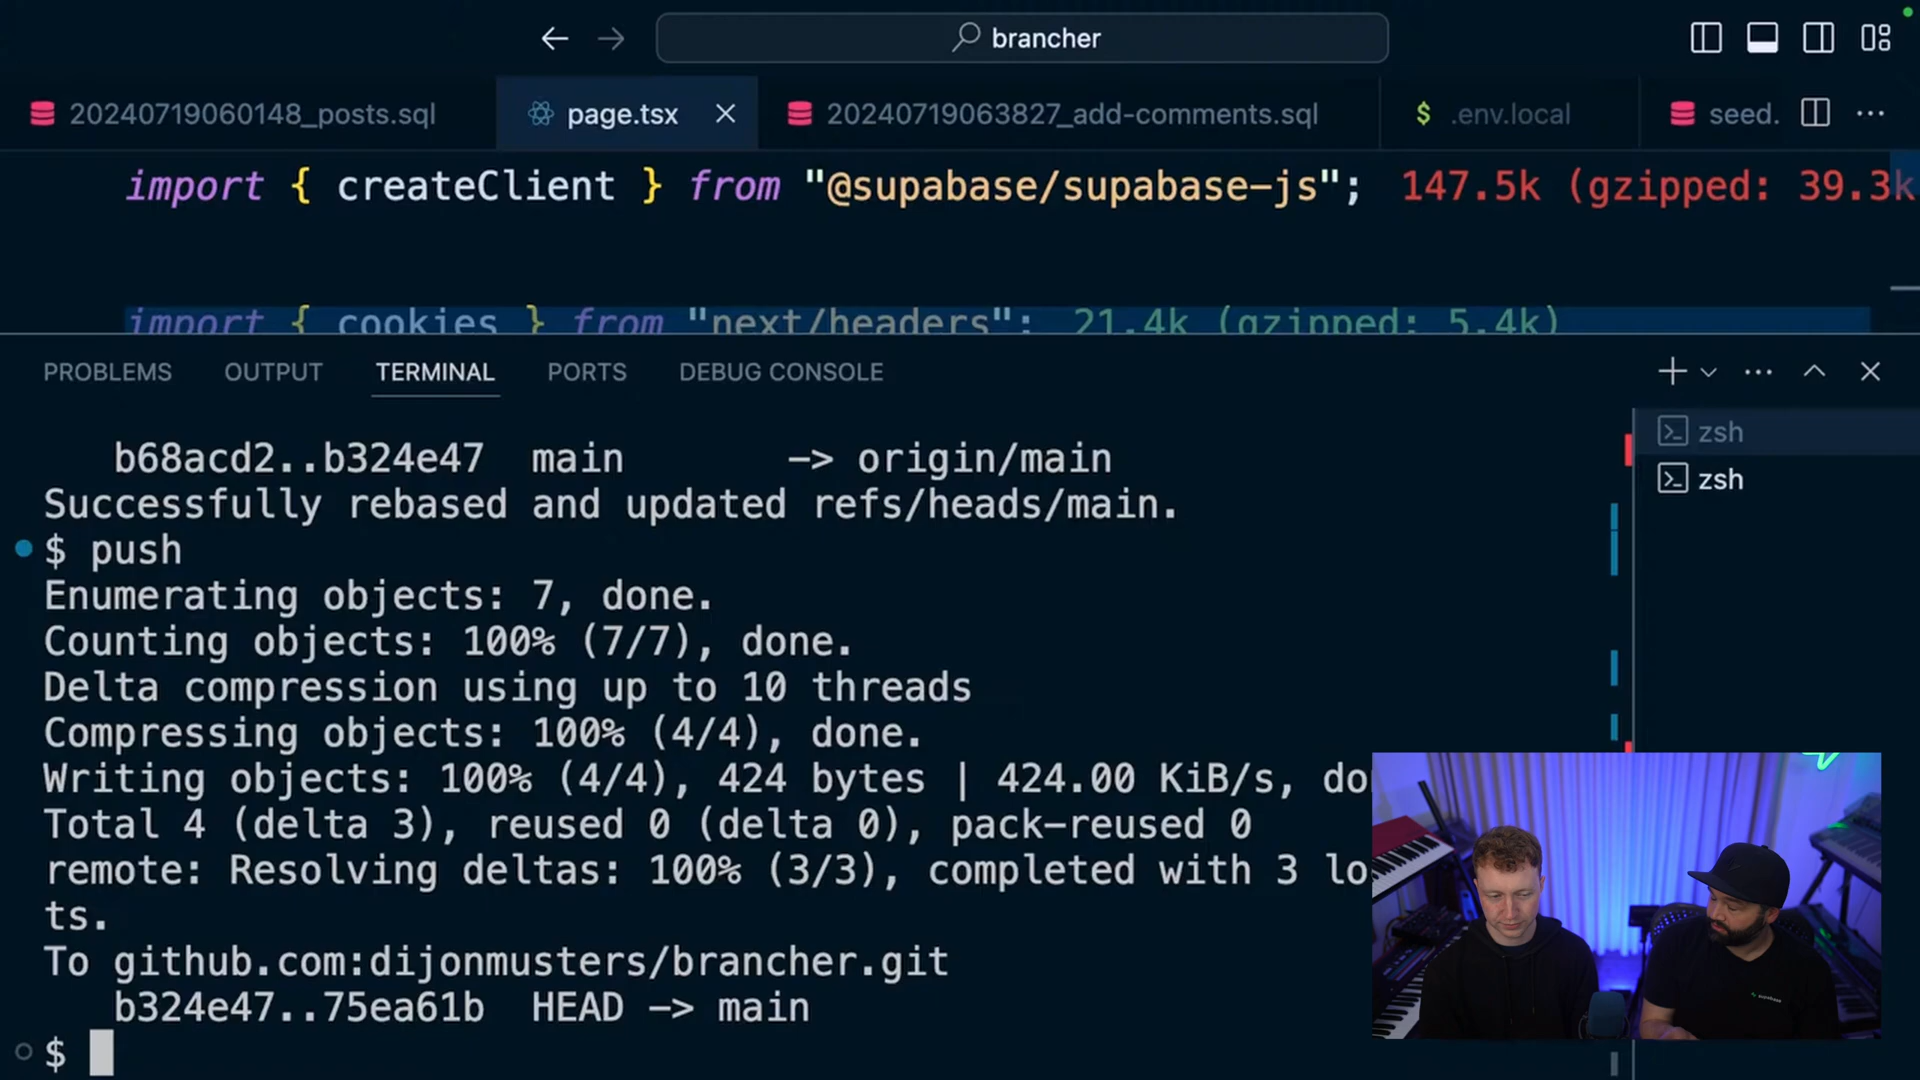 brancher
20240719060148_posts.sql
page.tsx
20240719063827_add-comments.sql
$ .env.local
seed.
import { createClient } from "@supabase/supabase-js"; 147.5k (gzipped: 39.3k
import { cookies } from "next/headers"; 21.4k (gzipped: 5.4k)
PROBLEMS OUTPUT TERMINAL PORTS DEBUG CONSOLE
zsh
zsh
b68acd2..b324e47 main -> origin/main
Successfully rebased and updated refs/heads/main.
$ push
Enumerating objects: 7, done.
Counting objects: 100% (7/7), done.
Delta compression using up to 10 threads
Compressing objects: 100% (4/4), done.
Writing objects: 100% (4/4), 424 bytes | 424.00 KiB/s, do
Total 4 (delta 3), reused 0 (delta 0), pack-reused 0
remote: Resolving deltas: 100% (3/3), completed with 3 lo
ts.
To github.com:dijonmusters/brancher.git
b324e47..75ea61b HEAD -> main
$